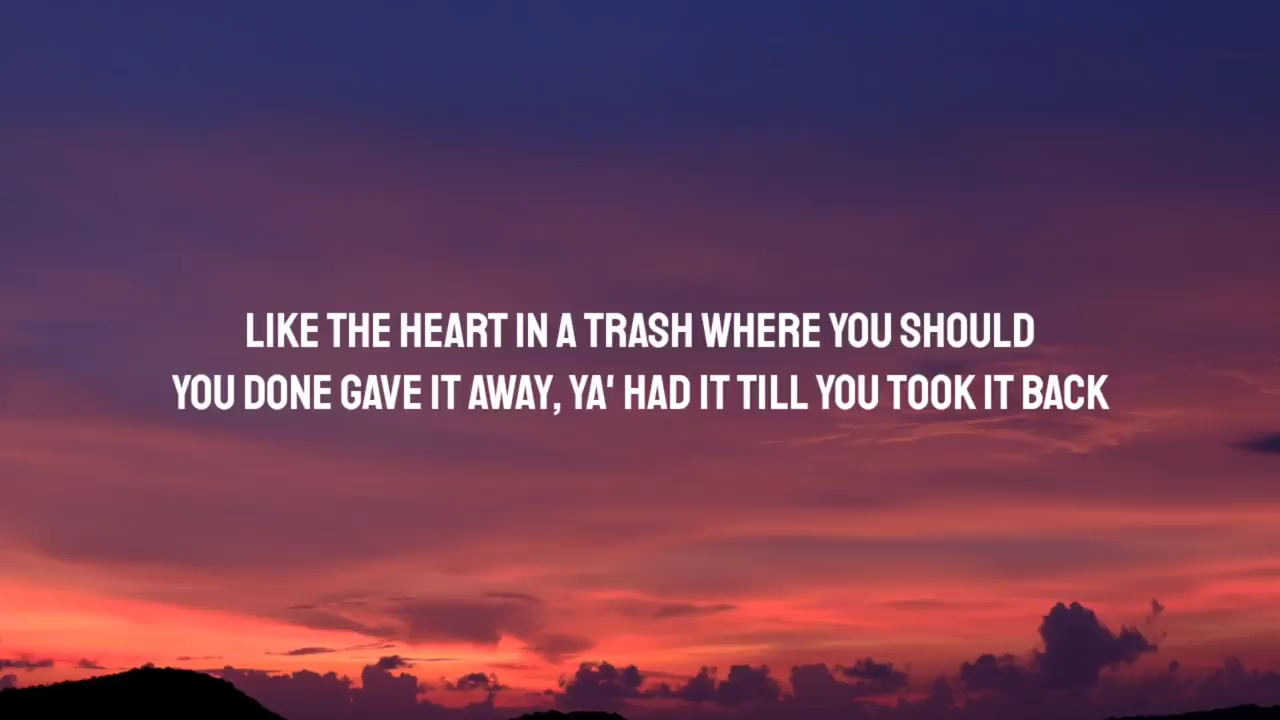 LIKE THE HEART IN A TRASH WHERE YOU SHOULD
YOU DONE GAVE IT AWAY, YA' HAD IT TILL YOU TOOK IT BACK